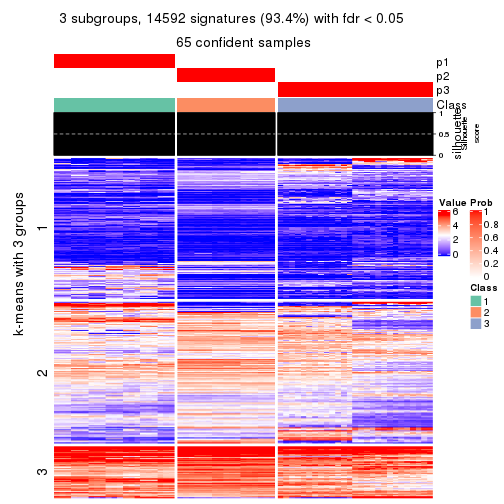 3 subgroups, 14592 signatures (93.4%) with fdr < 0.05
65 confident samples
p1
p2
p3
Class
1
0.5
0
silhouette
Silhouette
score
k-means with 3 groups
1
2
3
Value
6
4
2
0
Prob
1
0.8
0.6
0.4
0.2
0
Class
1
2
3